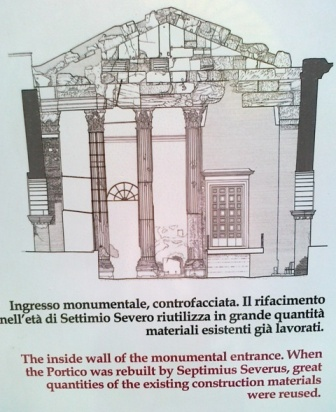 Ingresso monumentale, controfacciata. Il rifacimento
nell'età di Settimio Severo riutilizza in grande quantità
materiali esistenti già lavorati.
The inside wall of the monumental entrance. When
the Portico was rebuilt by Septimius Severus, great
quantities of the existing construction materials
were reused.